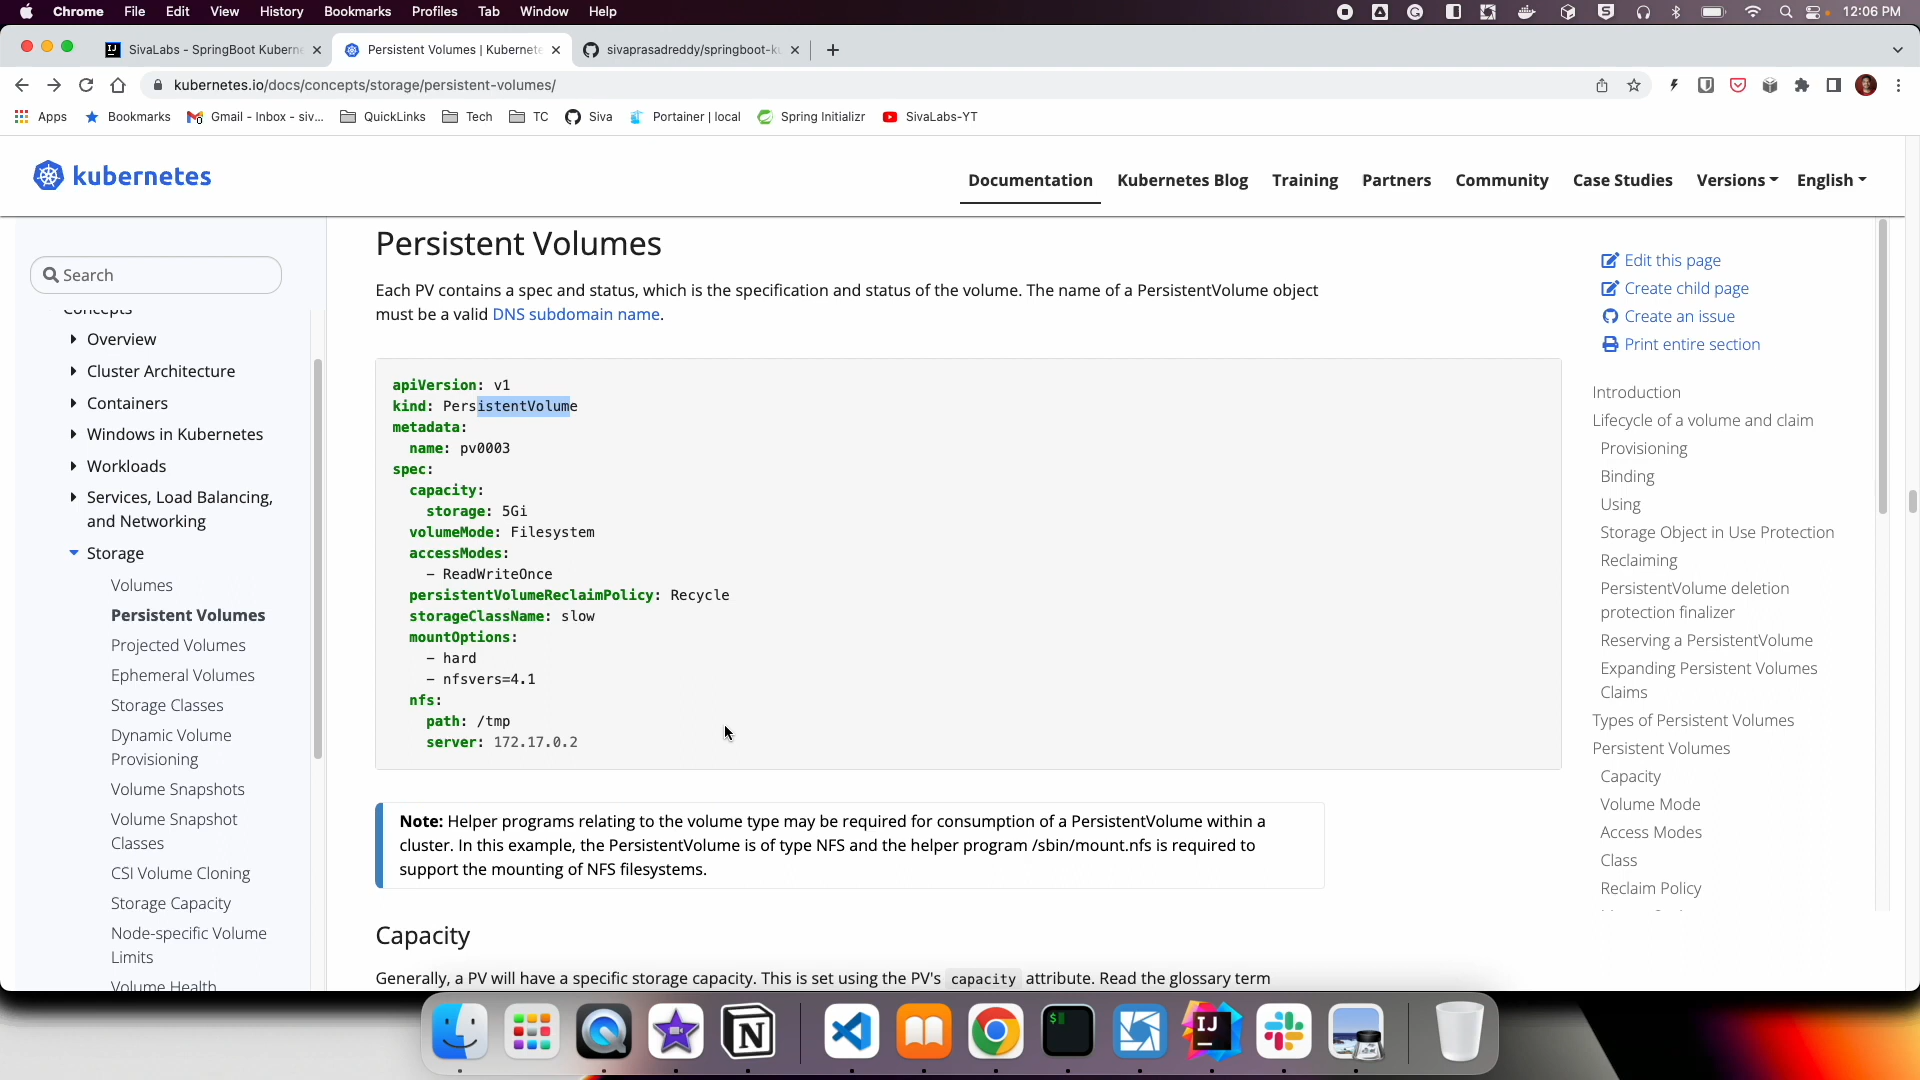 Chrome File Edit View History Bookmarks Profiles Tab Window Help 12:06 PM
SivaLabs - SpringBoot Kuberne
Persistent Volumes | Kubernete
sivaprasadreddy/springboot-ku
kubernetes.io/docs/concepts/storage/persistent-volumes/
Apps Bookmarks Gmail - Inbox - siv... QuickLinks Tech TC Siva Portainer | local Spring Initializr SivaLabs-YT
kubernetes
Documentation Kubernetes Blog Training Partners Community Case Studies Versions English
Search
Concepts
Overview
Cluster Architecture
Containers
Windows in Kubernetes
Workloads
Services, Load Balancing,
and Networking
Storage
Volumes
Persistent Volumes
Projected Volumes
Ephemeral Volumes
Storage Classes
Dynamic Volume
Provisioning
Volume Snapshots
Volume Snapshot
Classes
CSI Volume Cloning
Storage Capacity
Node-specific Volume
Limits
Volume Health
Persistent Volumes
Each PV contains a spec and status, which is the specification and status of the volume. The name of a PersistentVolume object
must be a valid DNS subdomain name.
apiVersion: v1
kind: PersistentVolume
metadata:
name: pv0003
spec:
capacity:
storage: 5Gi
volumeMode: Filesystem
accessModes:
- ReadWriteOnce
persistentVolumeReclaimPolicy: Recycle
storageClassName: slow
mountOptions:
- hard
- nfsvers=4.1
nfs:
path: /tmp
server: 172.17.0.2
Note: Helper programs relating to the volume type may be required for consumption of a PersistentVolume within a
cluster. In this example, the PersistentVolume is of type NFS and the helper program /sbin/mount.nfs is required to
support the mounting of NFS filesystems.
Capacity
Generally, a PV will have a specific storage capacity. This is set using the PV's capacity attribute. Read the glossary term
Edit this page
Create child page
Create an issue
Print entire section
Introduction
Lifecycle of a volume and claim
Provisioning
Binding
Using
Storage Object in Use Protection
Reclaiming
PersistentVolume deletion
protection finalizer
Reserving a PersistentVolume
Expanding Persistent Volumes
Claims
Types of Persistent Volumes
Persistent Volumes
Capacity
Volume Mode
Access Modes
Class
Reclaim Policy
$
IJ